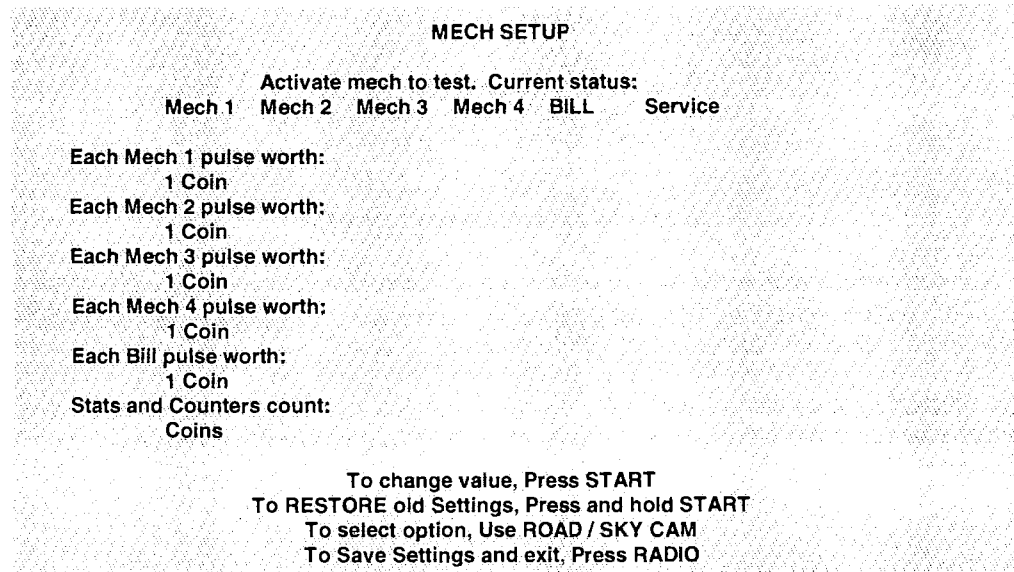 MECH SETUP
Activate mech to test. Current status:
Mech 1 Mech 2 Mech 3 Mech 4 BILL Service
Each Mech 1 pulse worth:
1 Coin
Each Mech 2 pulse worth:
1 Coin
Each Mech 3 pulse worth:
1 Coin
Each Mech 4 pulse worth:
1 Coin
Each Bill pulse worth:
1 Coin
Stats and Counters count:
Coins
To change value, Press START
To RESTORE old Settings, Press and hold START
To select option, Use ROAD / SKY CAM
To Save Settings and exit, Press RADIO